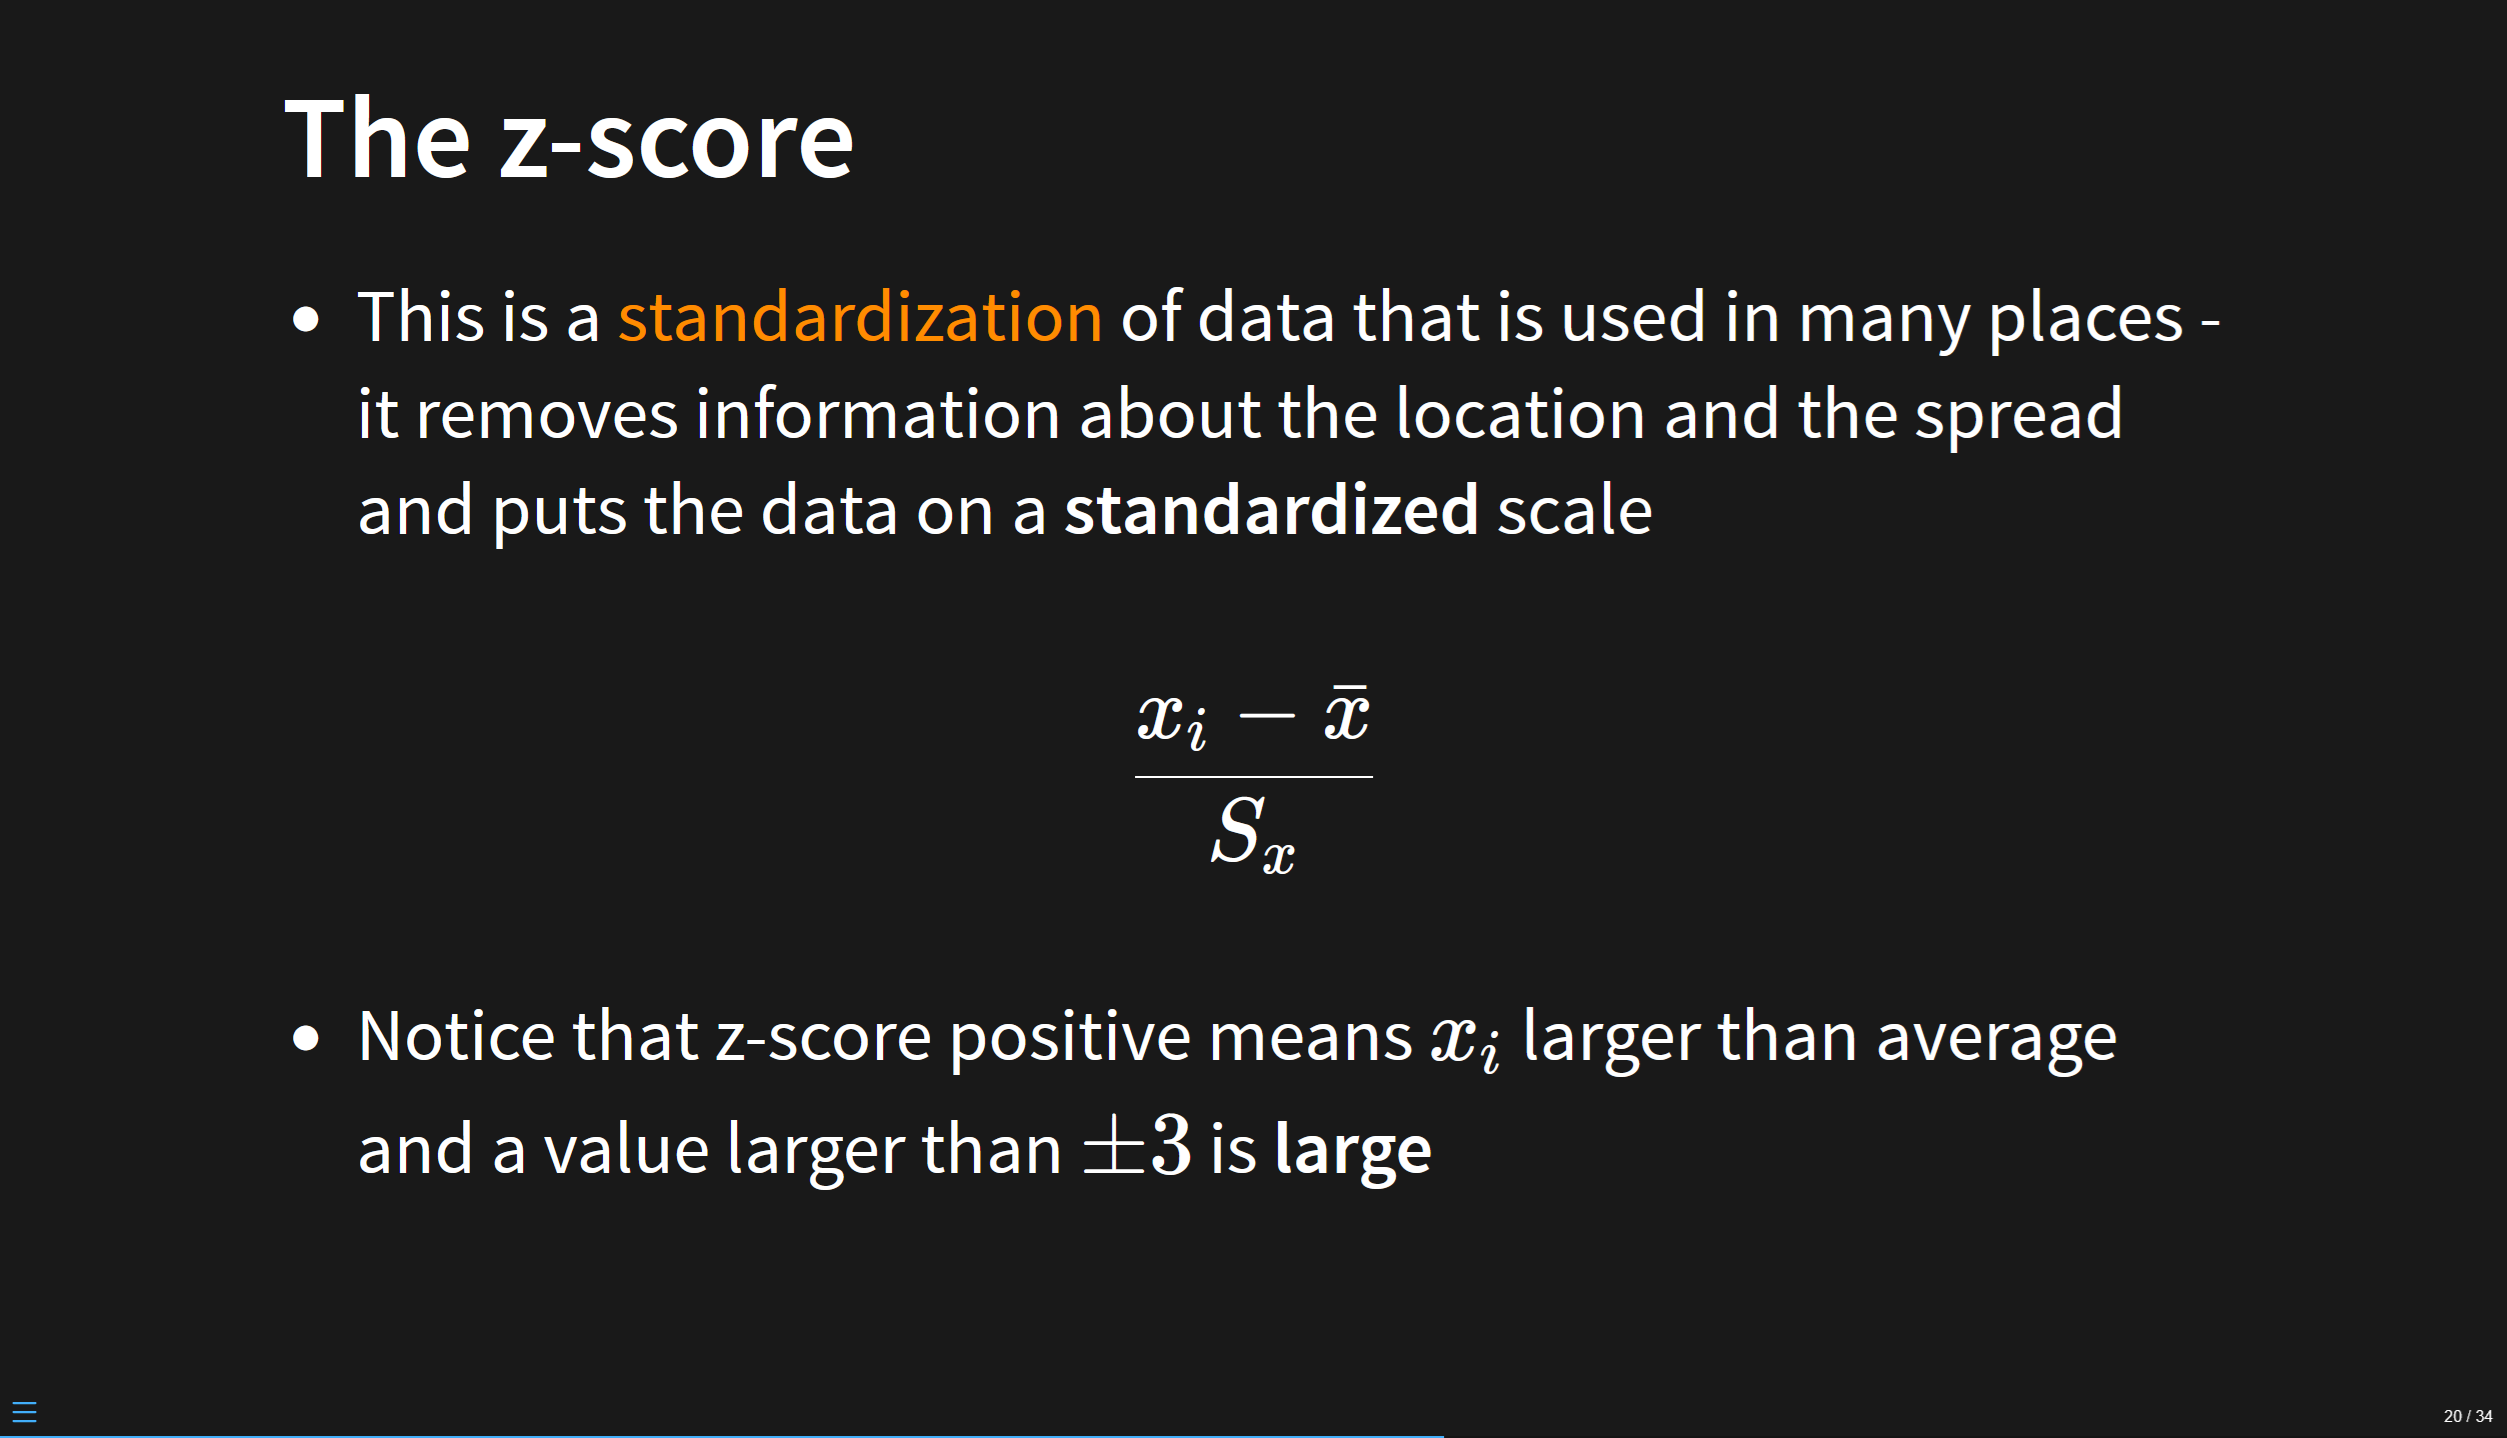 The z-score
• This is a standardization of data that is used in many places -
it removes information about the location and the spread
and puts the data on a standardized scale
$\frac{x_i - \bar{x}}{S_x}$
• Notice that z-score positive means $x_i$ larger than average
and a value larger than $\pm 3$ is large
20 / 34